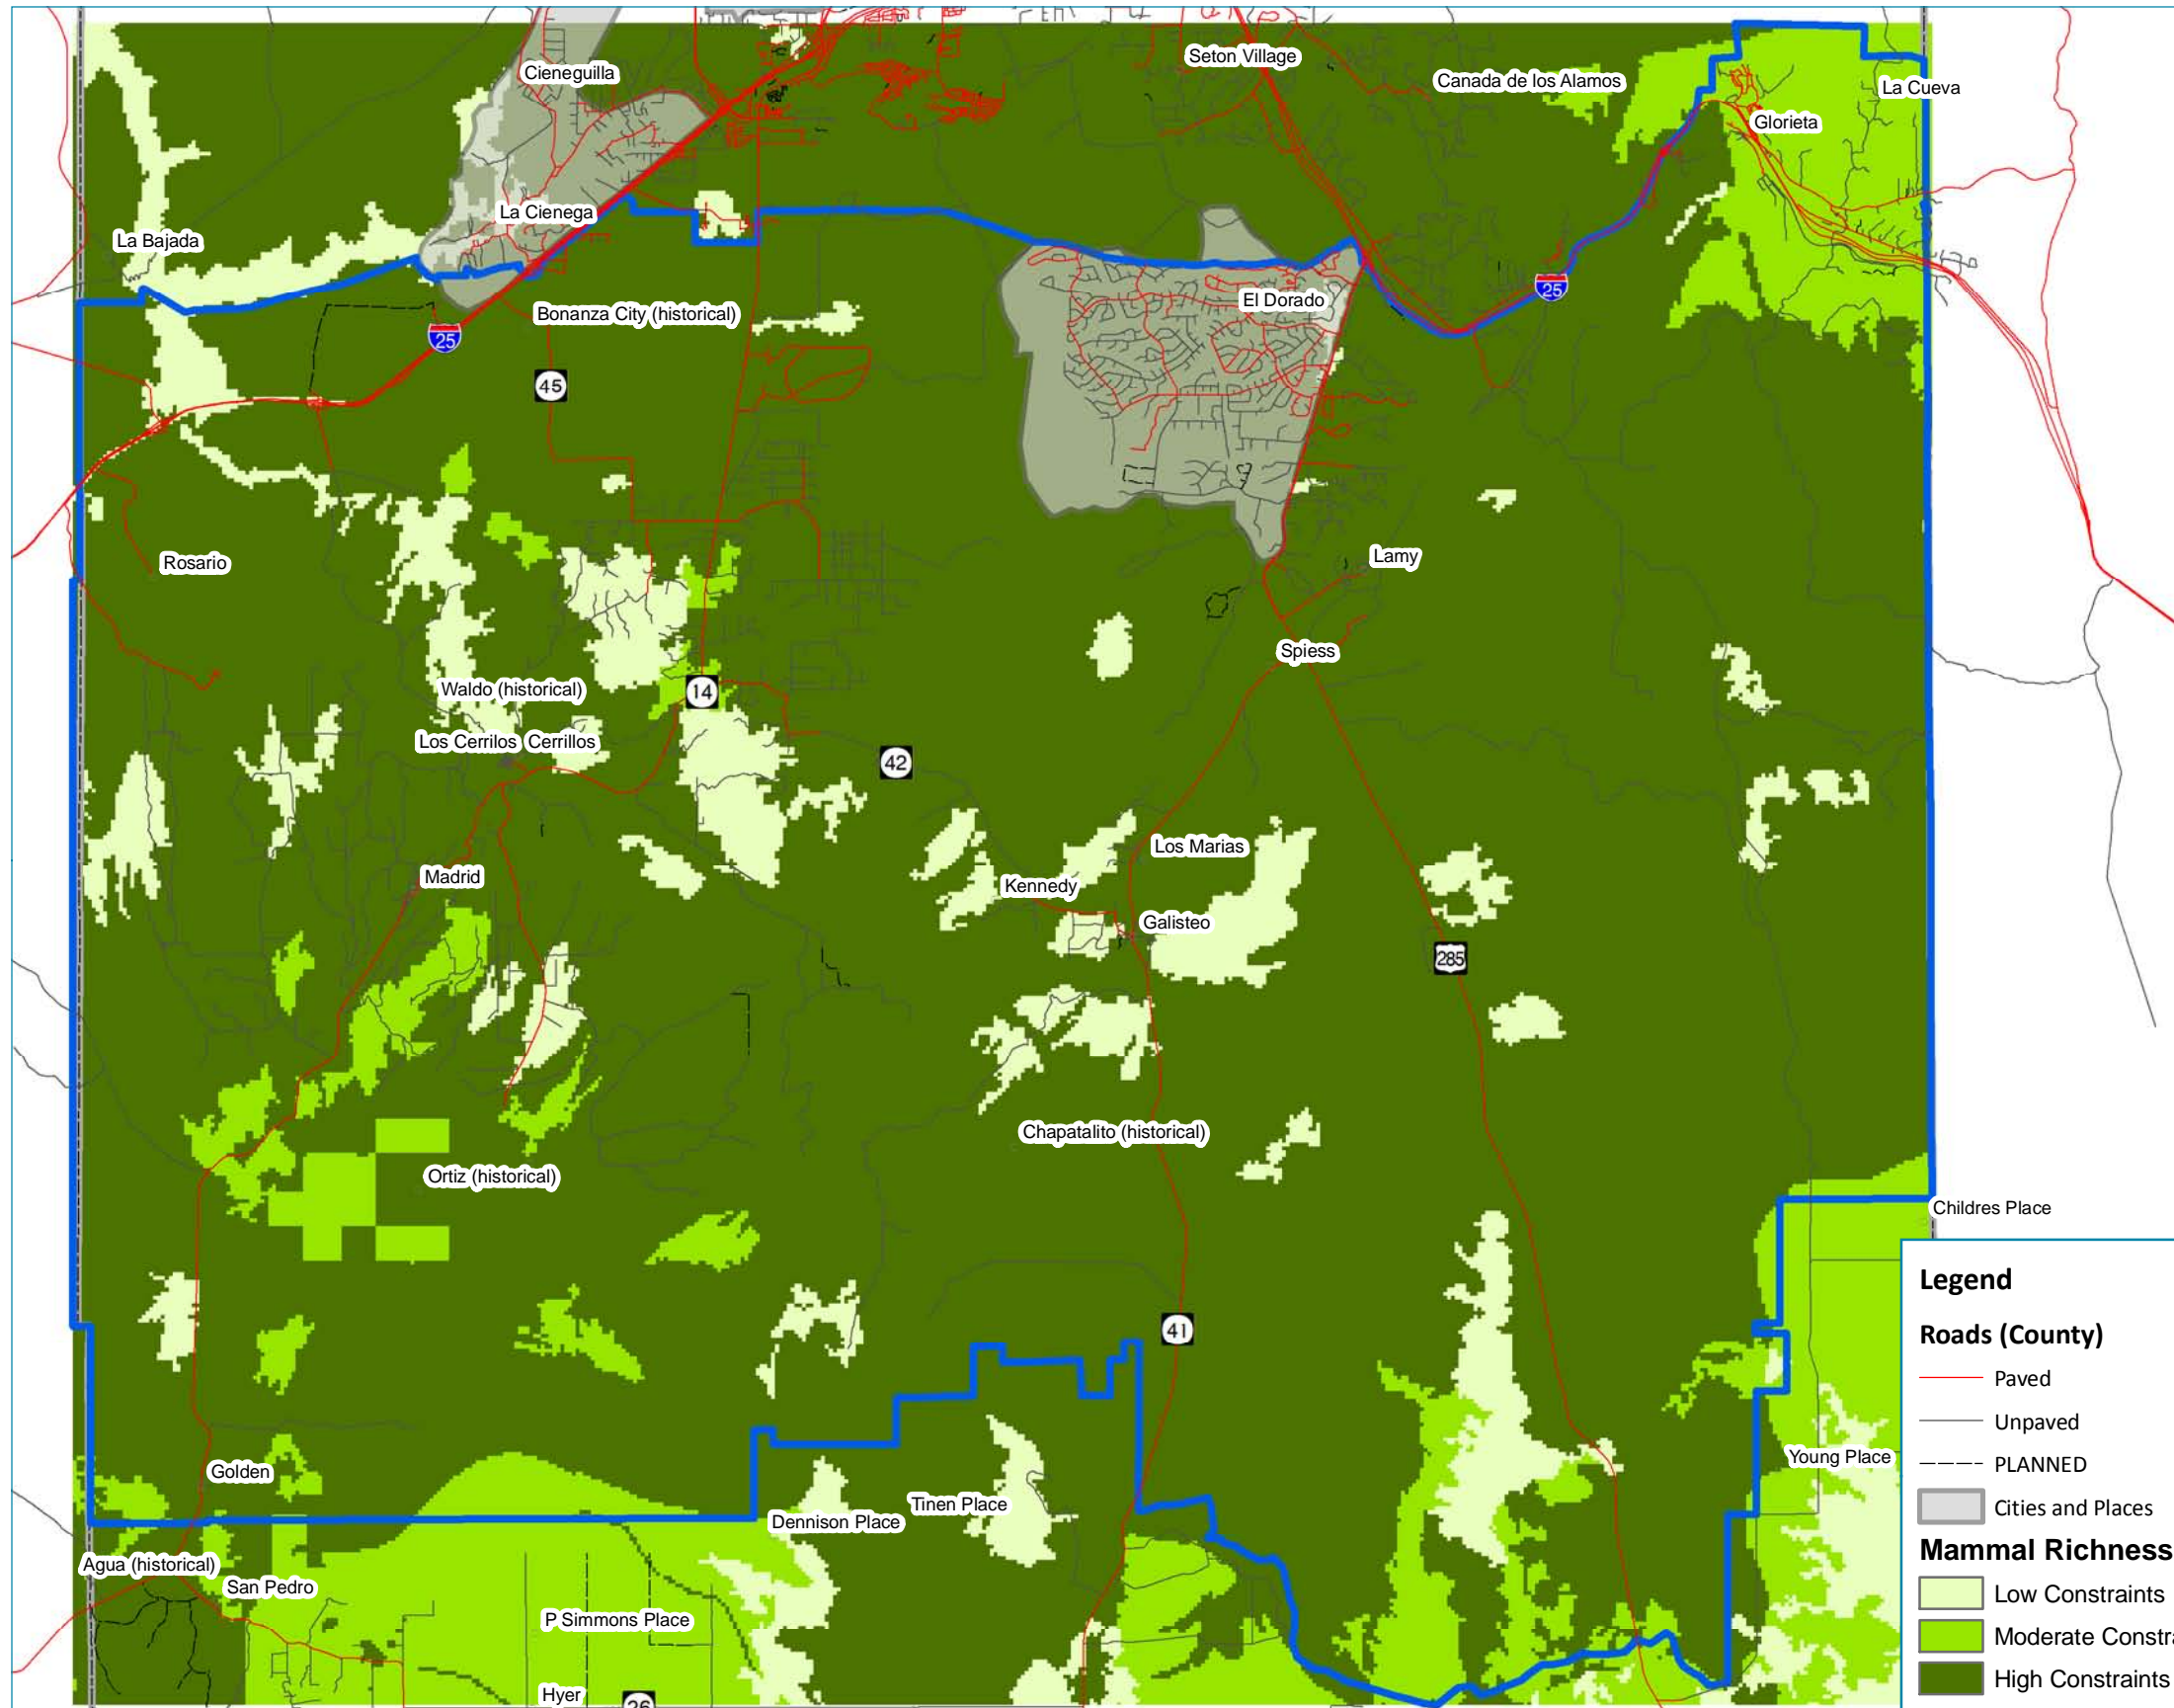 Cieneguilla
Seton Village
Canada de los Alamos
La Cueva
Glorieta
La Cienega
La Bajada
25
El Dorado
Bonanza City (historical)
25
45
Rosario
Lamy
Spiess
Waldo (historical)
14
Los Cerrilos Cerrillos
42
Los Marias
Madrid
Kennedy
Galisteo
285
Chapatalito (historical)
Ortiz (historical)
Childres Place
41
Young Place
Golden
Tinen Place
Dennison Place
Agua (historical)
San Pedro
P Simmons Place
Hyer
26
Legend
Roads (County)
Paved
Unpaved
PLANNED
Cities and Places
Mammal Richness
Low Constraints
Moderate Constra
High Constraints